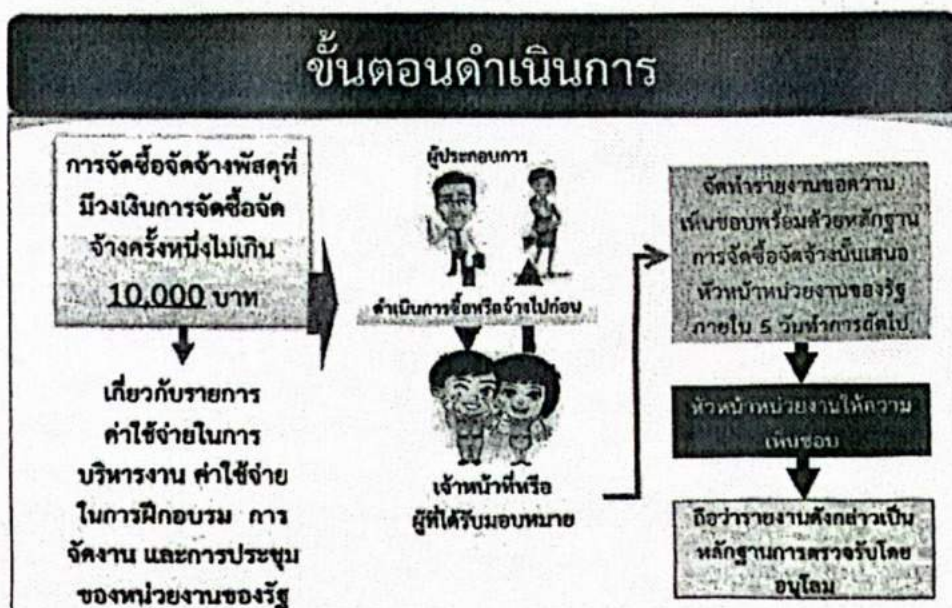 ขั้นตอนดำเนินการ
การจัดซื้อจัดจ้างพัสดุที่
มีวงเงินการจัดซื้อจัด
จ้างครั้งหนึ่งไม่เกิน
10,000 บาท
เกี่ยวกับรายการ
ค่าใช้จ่ายในการ
บริหารงาน ค่าใช้จ่าย
ในการฝึกอบรม การ
จัดงาน และการประชุม
ของหน่วยงานของรัฐ
ผู้ประกอบการ
ดำเนินการซื้อหรือจ้างไปก่อน
เจ้าหน้าที่หรือ
ผู้ที่ได้รับมอบหมาย
จัดทำรายงานขอความ
เห็นชอบพร้อมด้วยหลักฐาน
การจัดซื้อจัดจ้างนั้นเสนอ
หัวหน้าหน่วยงานของรัฐ
ภายใน 5 วันทำการถัดไป
หัวหน้าหน่วยงานให้ความ
เห็นชอบ
ถือว่ารายงานดังกล่าวเป็น
หลักฐานการตรวจรับโดย
อนุโลม